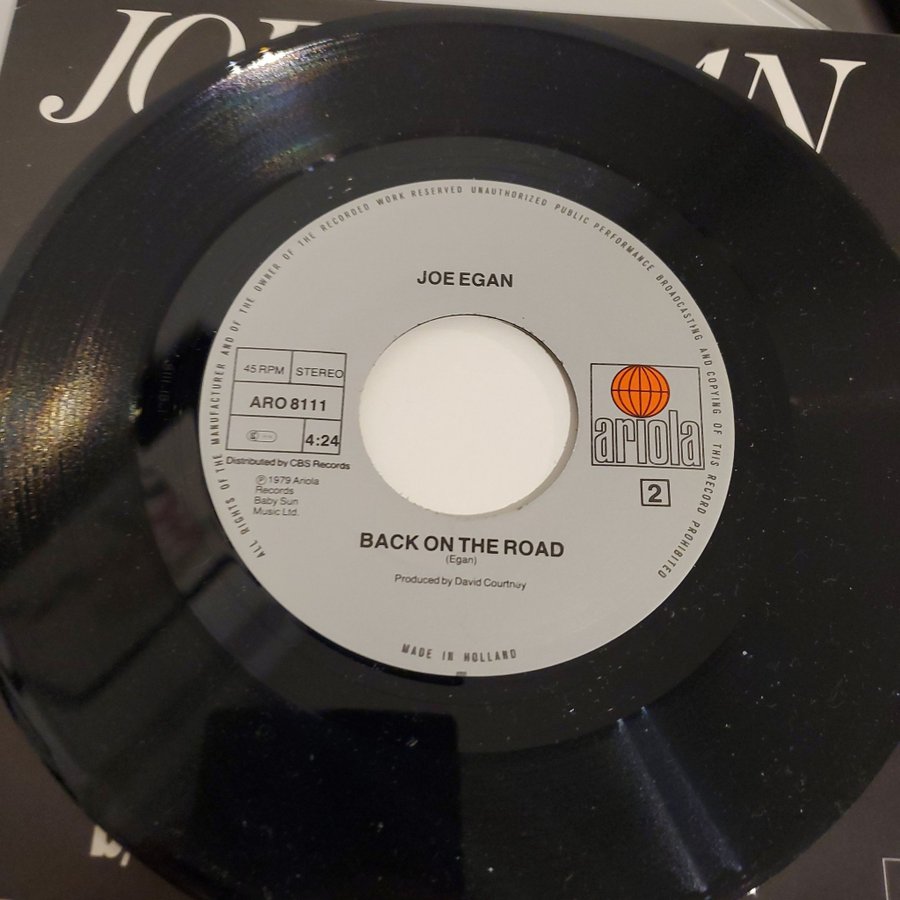 ALL RIGHTS OF THE MANUFACTURER AND OF THE OWNER OF THE RECORDED WORK RESERVED UNAUTHORIZED PUBLIC PERFORMANCE BROADCASTING AND COPYING OF THIS RECORD PROHIBITED
JOE EGAN
45 RPM STEREO
ARO 8111
4:24
Distributed by CBS Records
℗ 1979 Ariola
Records
Baby Sun
Music Ltd.
ariola
2
BACK ON THE ROAD
(Egan)
Produced by David Courtney
MADE IN HOLLAND